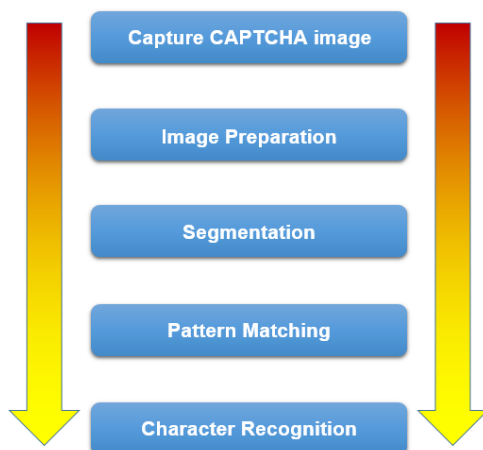 Capture CAPTCHA image
Image Preparation
Segmentation
Pattern Matching
Character Recognition